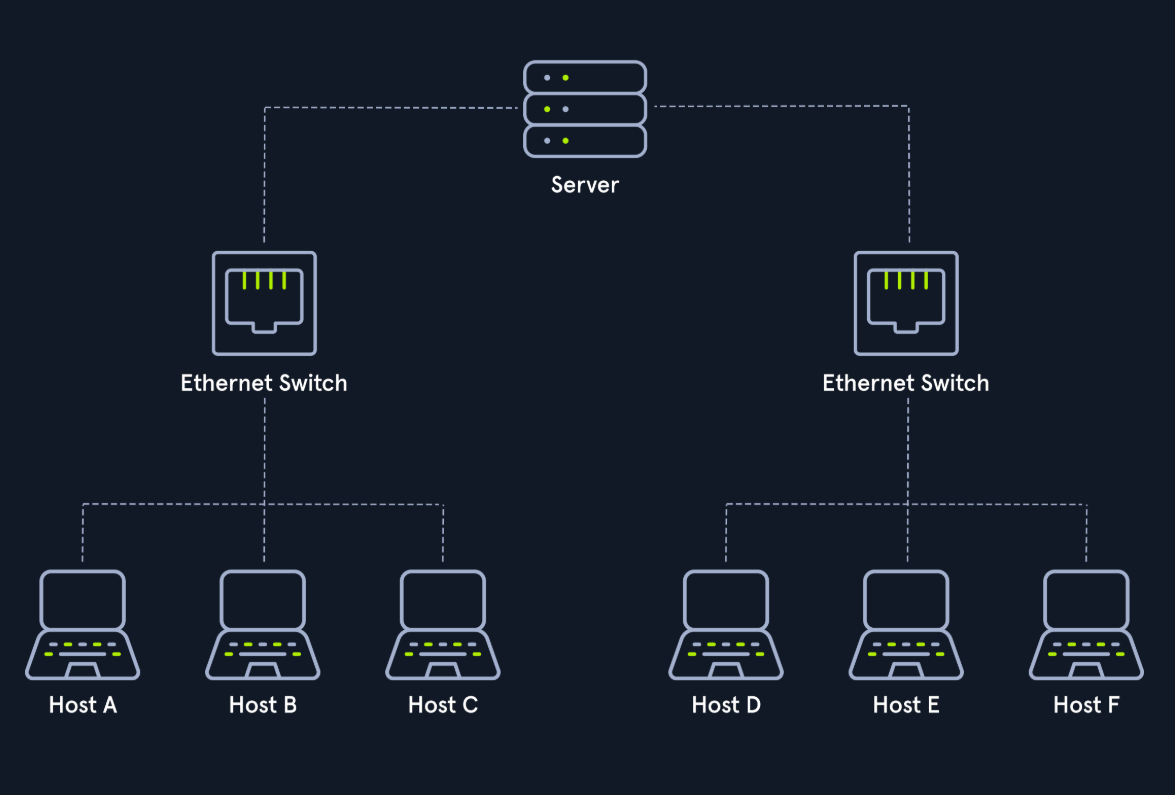 Server
Ethernet Switch
Ethernet Switch
Host A
Host B
Host C
Host D
Host E
Host F